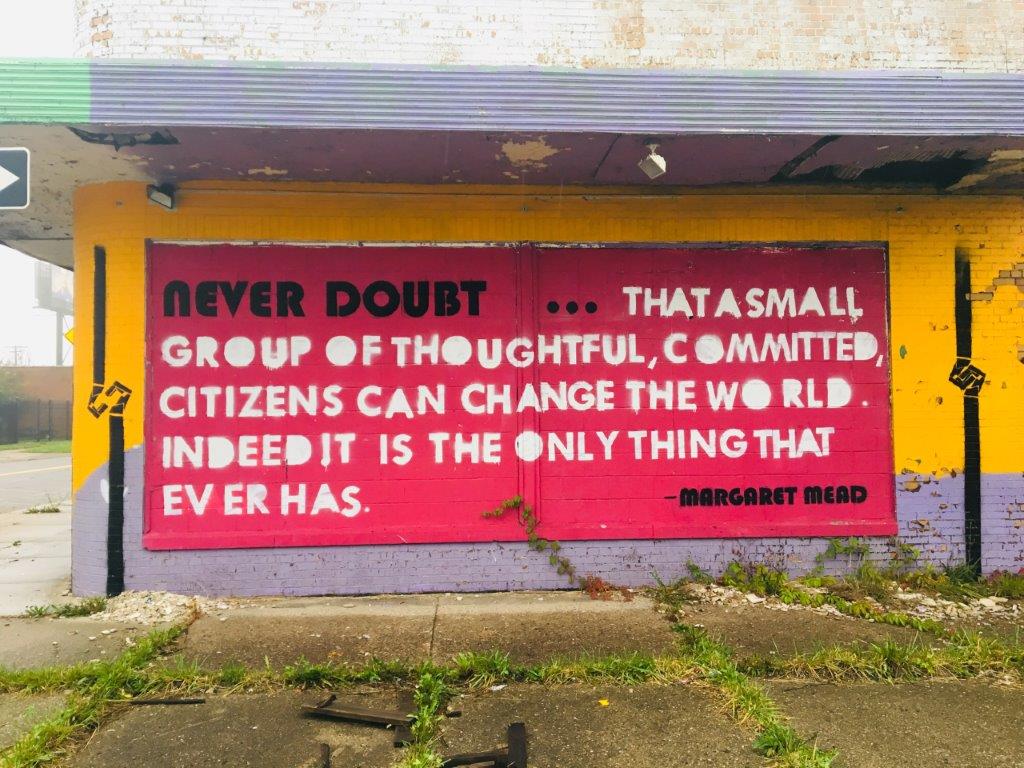 NEVER DOUBT ... THAT A SMALL
GROUP OF THOUGHTFUL, COMMITTED,
CITIZENS CAN CHANGE THE WORLD.
INDEED IT IS THE ONLY THING THAT
EVER HAS.
-MARGARET MEAD